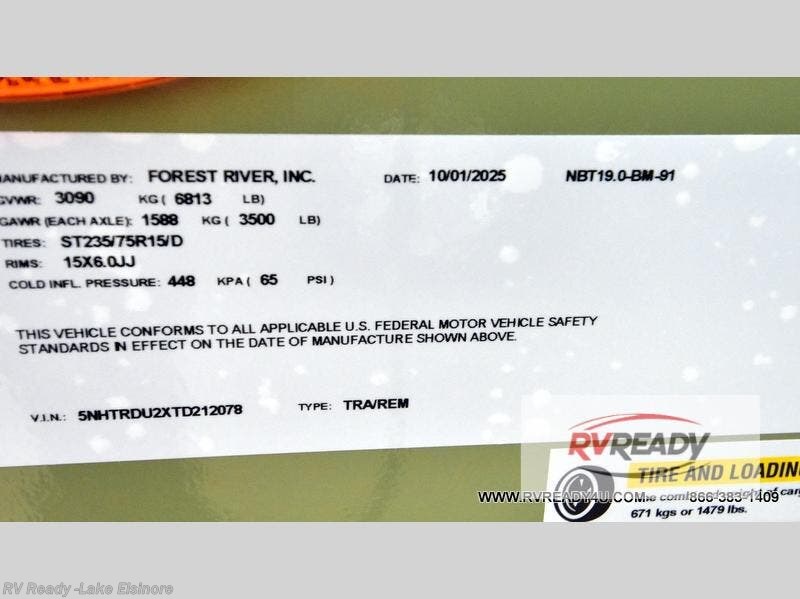 MANUFACTURED BY: FOREST RIVER, INC. DATE: 10/01/2025 NBT19.0-BM-91
GVWR: 3090 KG ( 6813 LB)
GAWR (EACH AXLE): 1588 KG ( 3500 LB)
TIRES: ST235/75R15/D
RIMS: 15X6.0JJ
COLD INFL. PRESSURE: 448 KPA ( 65 PSI )
THIS VEHICLE CONFORMS TO ALL APPLICABLE U.S. FEDERAL MOTOR VEHICLE SAFETY
STANDARDS IN EFFECT ON THE DATE OF MANUFACTURE SHOWN ABOVE.
V.I.N.: 5NHTRDU2XTD212078 TYPE: TRA/REM
RVREADY
TIRE AND LOADING
WWW.RVREADY4U.COM 866-383-1409
of carg
671 kgs or 1479 lbs.
RV Ready -Lake Elsinore